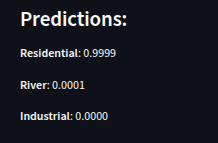 Predictions:
Residential: 0.9999
River: 0.0001
Industrial: 0.0000